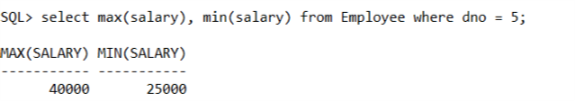 SQL> select max(salary), min(salary) from Employee where dno = 5;
MAX(SALARY) MIN(SALARY)
----------- -----------
40000 25000